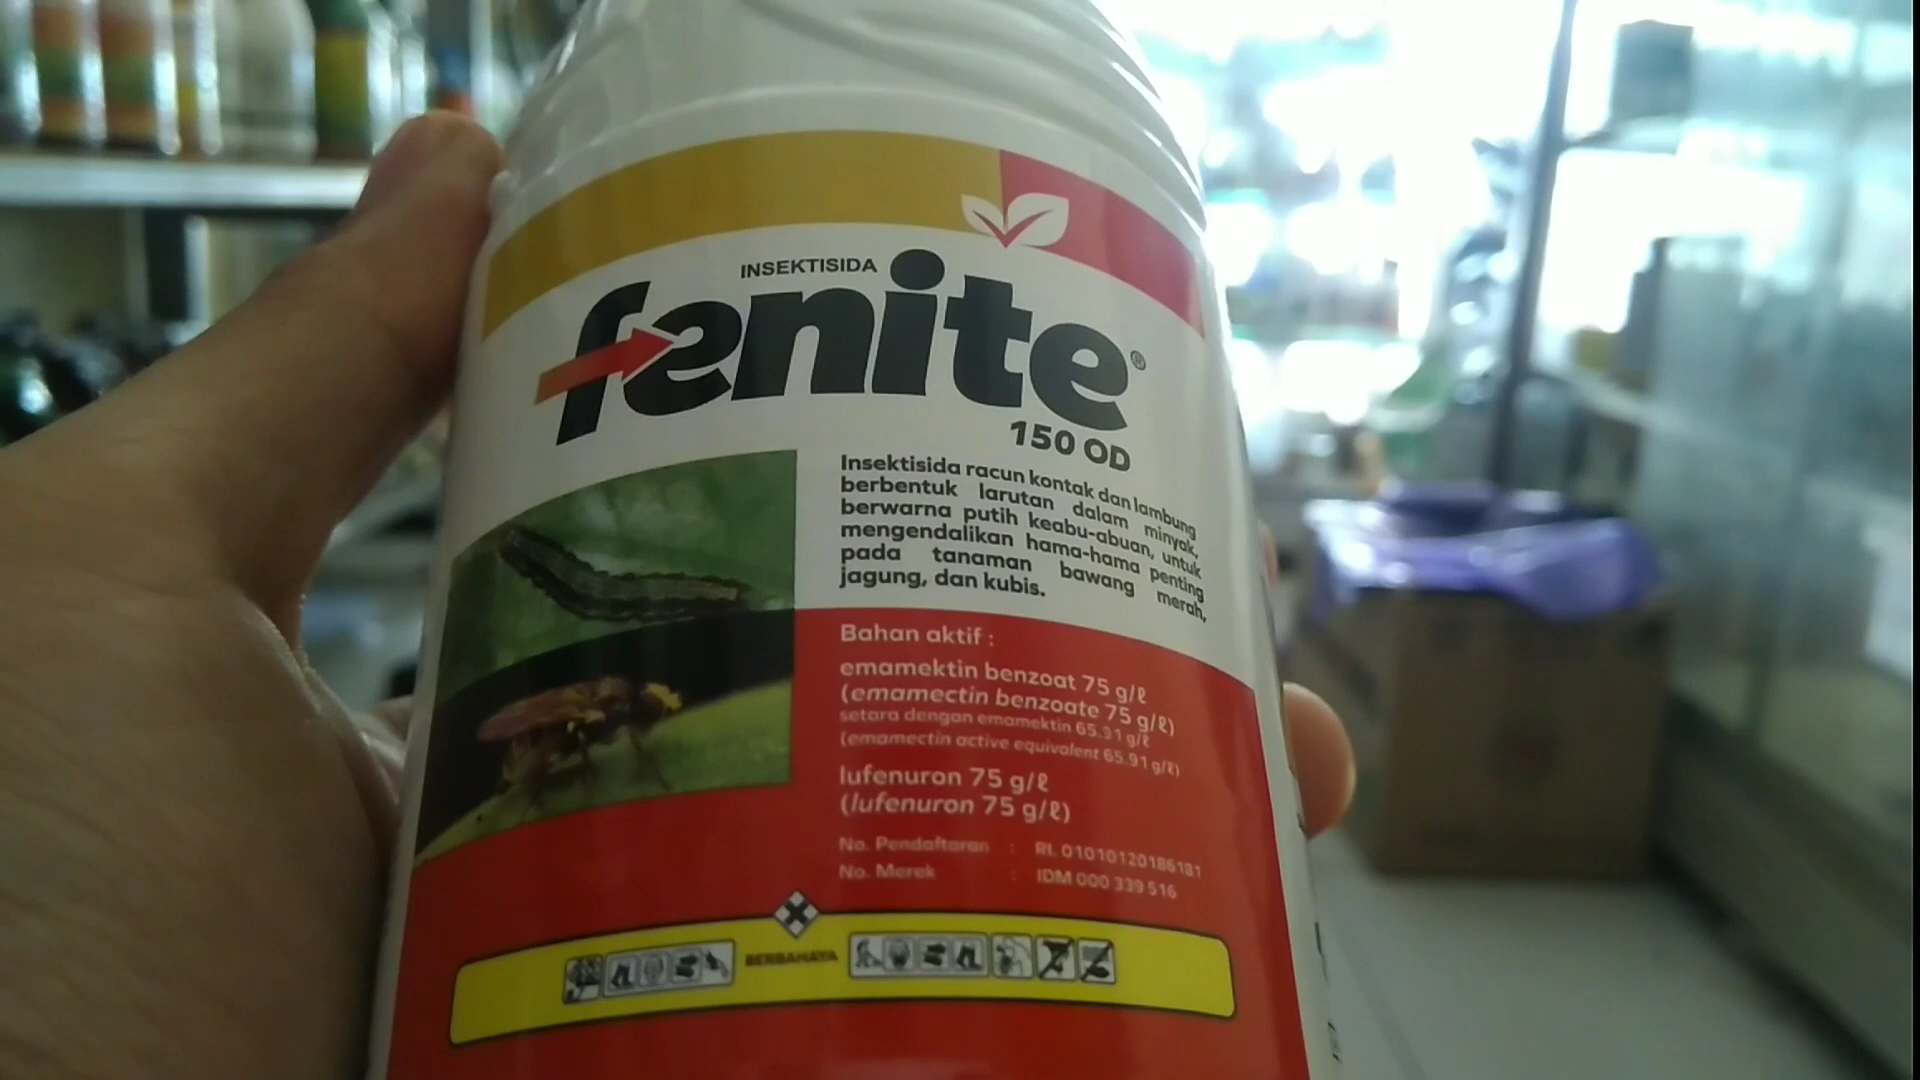 INSEKTISIDA
fenite®
150 OD
Insektisida racun kontak dan lambung
berbentuk larutan dalam minyak,
berwarna putih keabu-abuan, untuk
mengendalikan hama-hama penting
pada tanaman bawang merah,
jagung, dan kubis.
Bahan aktif :
emamektin benzoat 75 g/ℓ
(emamectin benzoate 75 g/ℓ)
setara dengan emamektin 65.91 g/ℓ
(emamectin active equivalent 65.91 g/ℓ)
lufenuron 75 g/ℓ
(lufenuron 75 g/ℓ)
No. Pendaftaran : RI. 01010120186181
No. Merek : IDM 000 339 516
BERBAHAYA